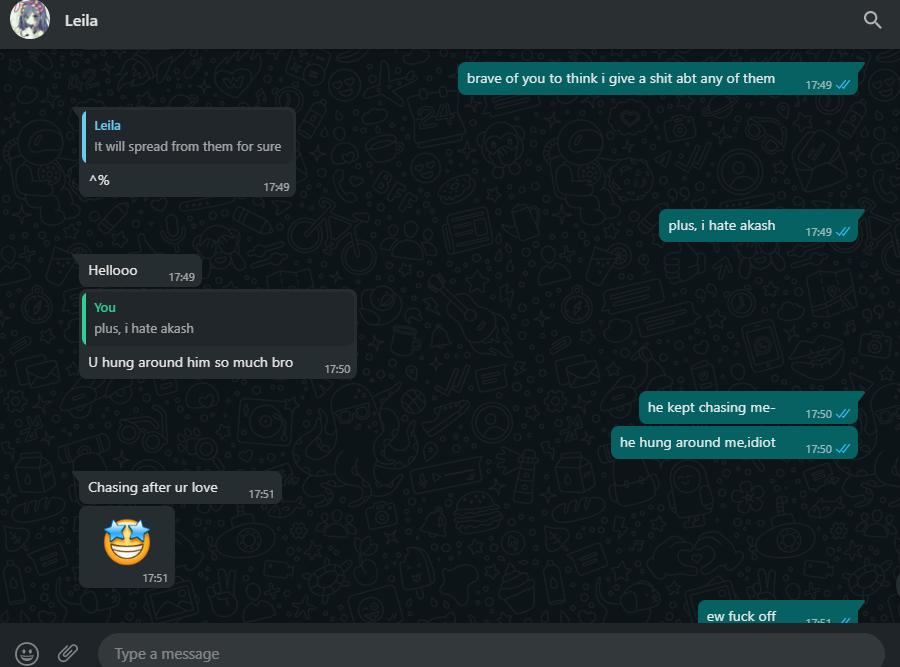 Leila
brave of you to think i give a shit abt any of them
17:49
Leila
It will spread from them for sure
^%
17:49
plus, i hate akash
17:49
Hellooo
17:49
You
plus, i hate akash
U hung around him so much bro
17:50
he kept chasing me-
17:50
he hung around me,idiot
17:50
Chasing after ur love
17:51
17:51
ew fuck off
17:51
Type a message